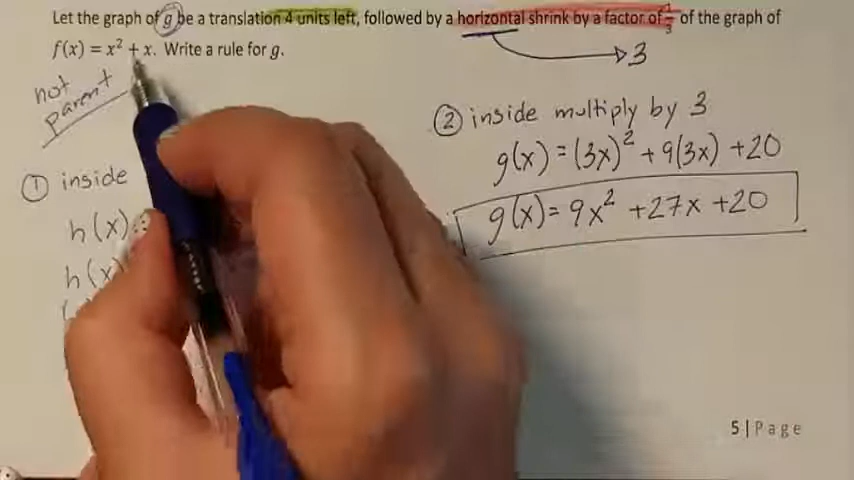 Let the graph of g be a translation 4 units left, followed by a horizontal shrink by a factor of 1/3 of the graph of
f(x) = x² + x. Write a rule for g.
3
not
parent
② inside multiply by 3
g(x) = (3x)² + 9(3x) + 20
① inside
g(x) = 9x² + 27x + 20
h(x)
h(x)
5 | Page